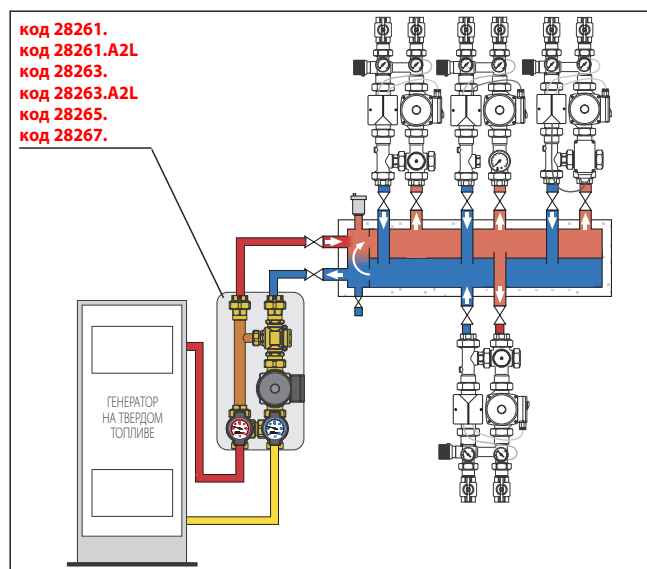 код 28261.
код 28261.A2L
код 28263.
код 28263.A2L
код 28265.
код 28267.
ГЕНЕРАТОР
НА ТВЕРДОМ
ТОПЛИВЕ